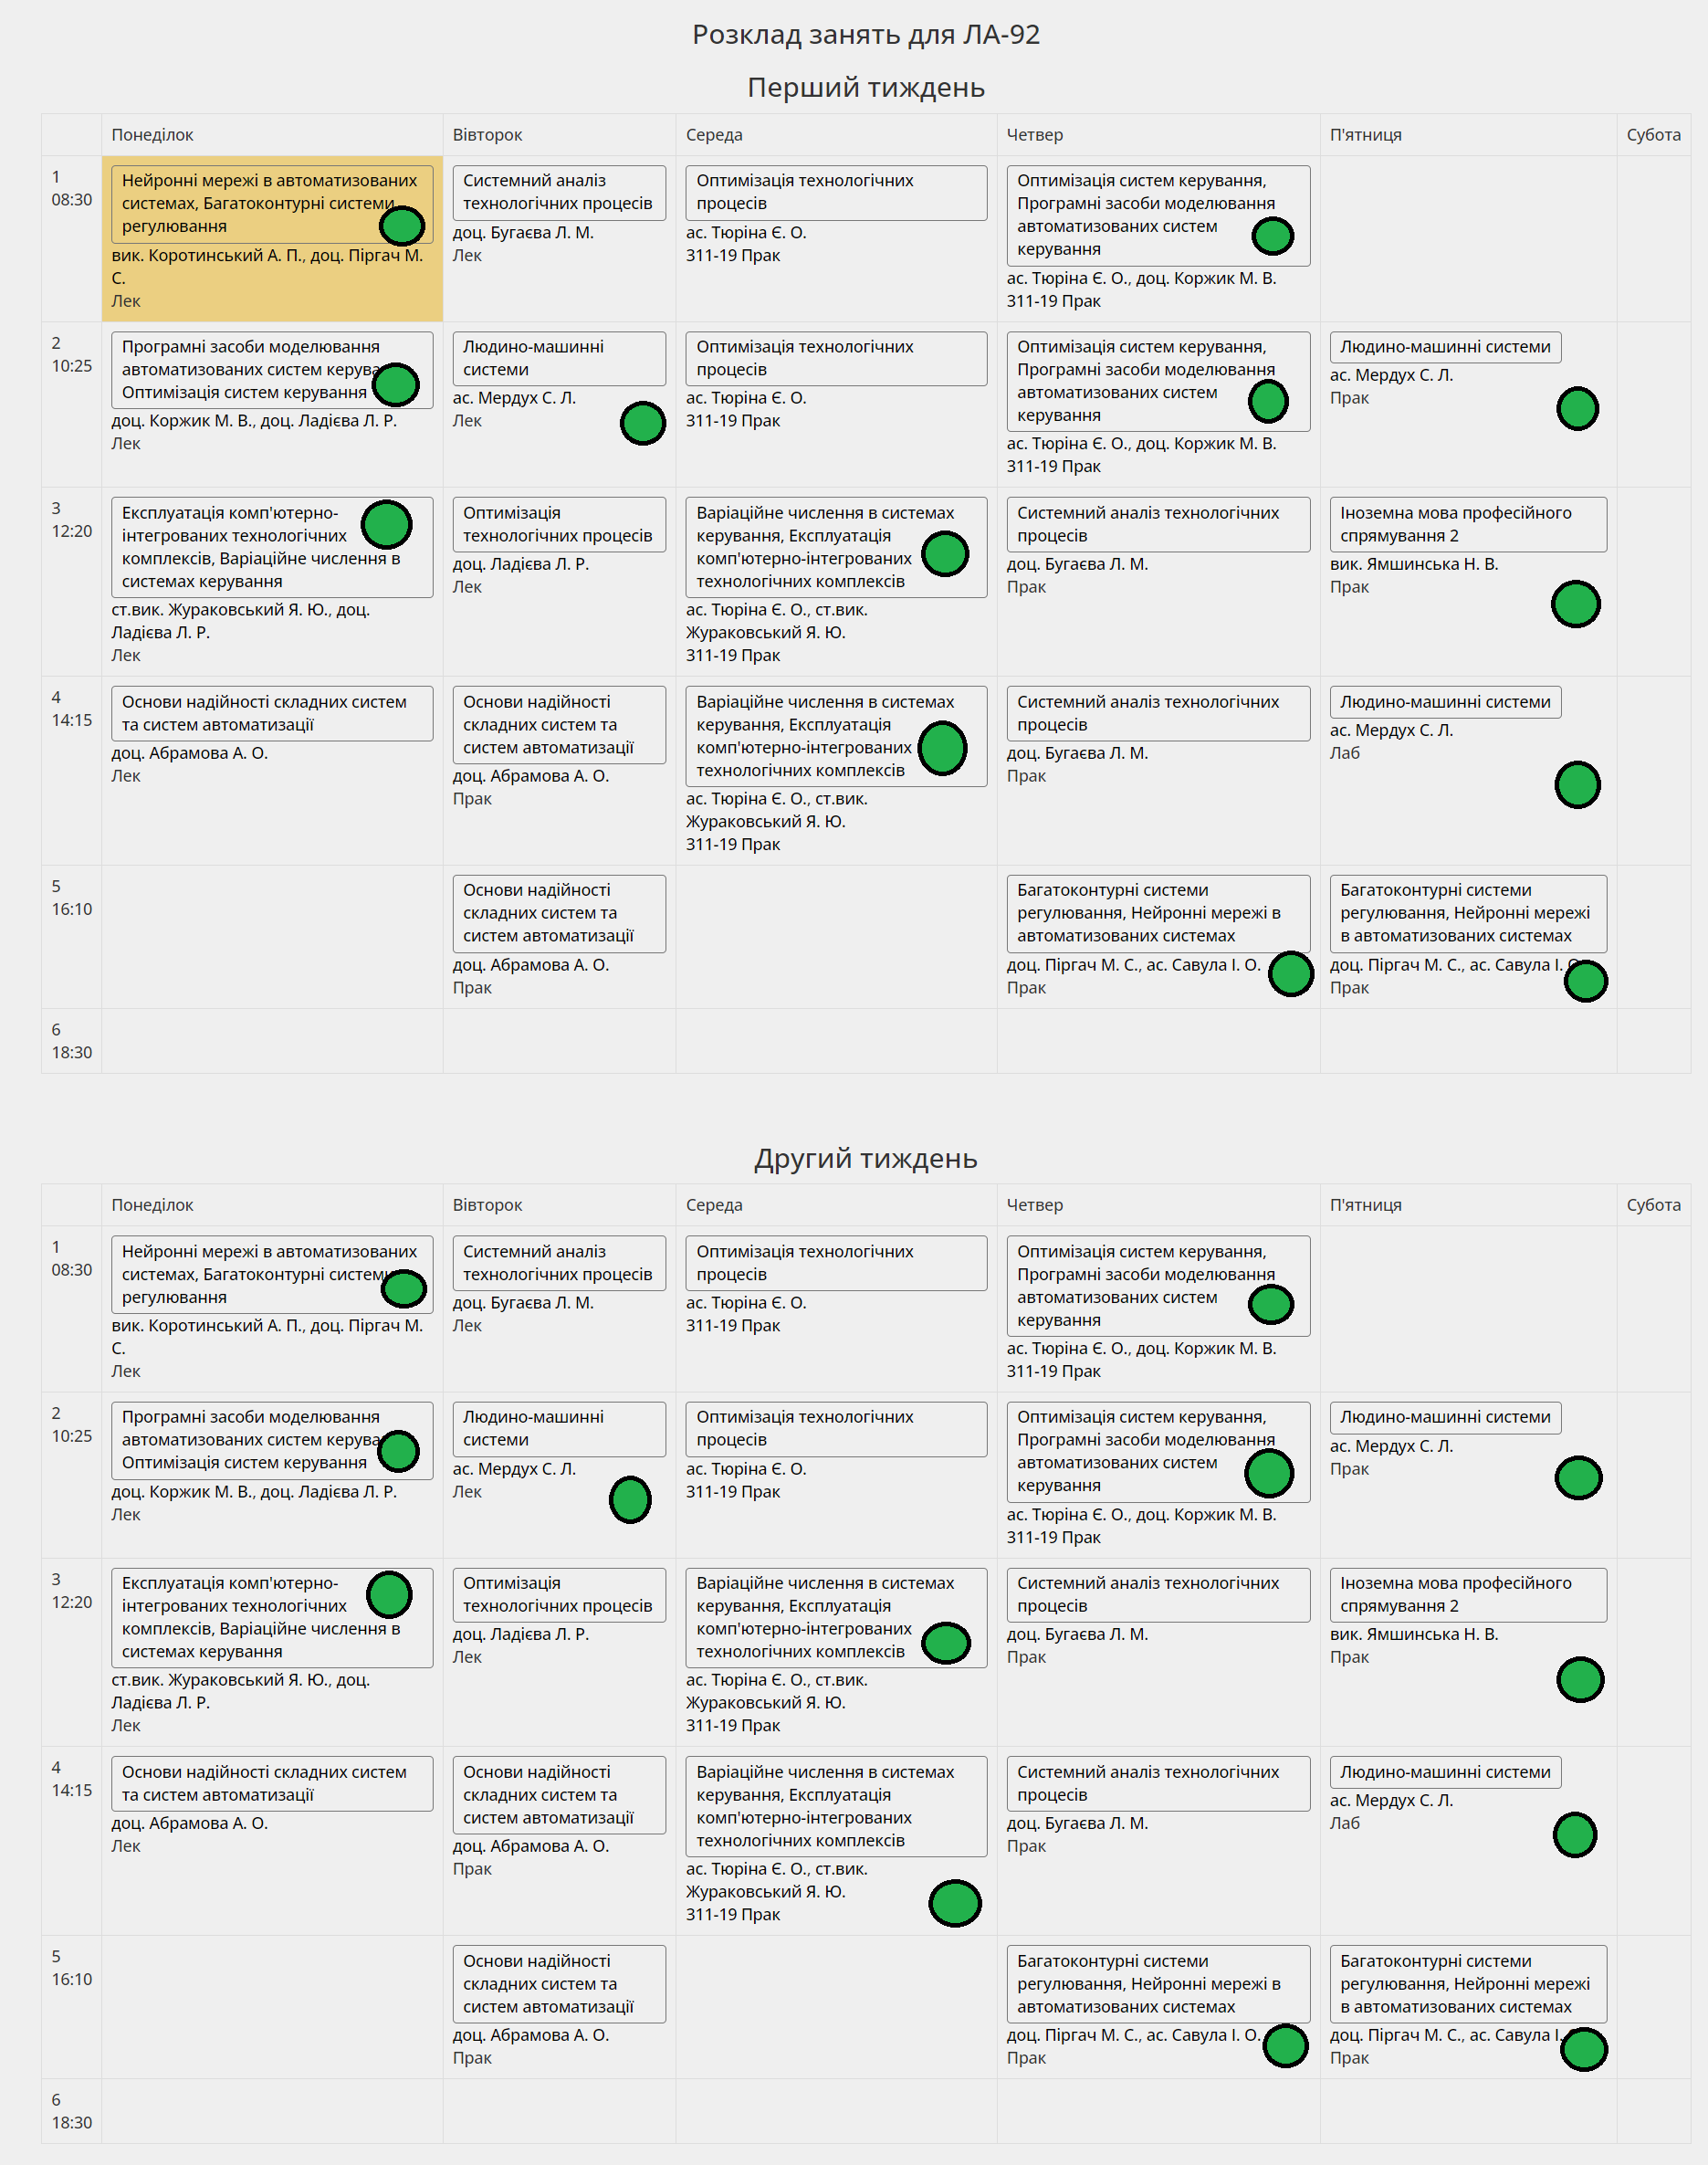 Розклад занять для ЛА-92
Перший тиждень
Понеділок
Вівторок
Середа
Четвер
П'ятниця
Субота
1
08:30
Нейронні мережі в автоматизованих
системах, Багатоконтурні системи
регулювання
вик. Коротинський А. П., доц. Піргач М.
С.
Лек
Системний аналіз
технологічних процесів
доц. Бугаєва Л. М.
Лек
Оптимізація технологічних
процесів
ас. Тюріна Є. О.
311-19 Прак
Оптимізація систем керування,
Програмні засоби моделювання
автоматизованих систем
керування
ас. Тюріна Є. О., доц. Коржик М. В.
311-19 Прак
2
10:25
Програмні засоби моделювання
автоматизованих систем
Оптимізація систем керування
доц. Коржик М. В., доц. Ладієва Л. Р.
Лек
Людино-машинні
системи
ас. Мердух С. Л.
Лек
Оптимізація технологічних
процесів
ас. Тюріна Є. О.
311-19 Прак
Оптимізація систем керування,
Програмні засоби моделювання
автоматизованих систем
керування
ас. Тюріна Є. О., доц. Коржик М. В.
311-19 Прак
Людино-машинні системи
ас. Мердух С. Л.
Прак
3
12:20
Експлуатація комп'ютерно-
інтегрованих технологічних
комплексів, Варіаційне числення в
системах керування
ст.вик. Жураковський Я. Ю., доц.
Ладієва Л. Р.
Лек
Оптимізація
технологічних процесів
доц. Ладієва Л. Р.
Лек
Варіаційне числення в системах
керування, Експлуатація
комп'ютерно-інтегрованих
технологічних комплексів
ас. Тюріна Є. О., ст.вик.
Жураковський Я. Ю.
311-19 Прак
Системний аналіз технологічних
процесів
доц. Бугаєва Л. М.
Прак
Іноземна мова професійного
спрямування 2
вик. Ямшинська Н. В.
Прак
4
14:15
Основи надійності складних систем
та систем автоматизації
доц. Абрамова А. О.
Лек
Основи надійності
складних систем та
систем автоматизації
доц. Абрамова А. О.
Прак
Варіаційне числення в системах
керування, Експлуатація
комп'ютерно-інтегрованих
технологічних комплексів
ас. Тюріна Є. О., ст.вик.
Жураковський Я. Ю.
311-19 Прак
Системний аналіз технологічних
процесів
доц. Бугаєва Л. М.
Прак
Людино-машинні системи
ас. Мердух С. Л.
Лаб
5
16:10
Основи надійності
складних систем та
систем автоматизації
доц. Абрамова А. О.
Прак
Багатоконтурні системи
регулювання, Нейронні мережі в
автоматизованих системах
доц. Піргач М. С., ас. Савула І. О.
Прак
Багатоконтурні системи
регулювання, Нейронні мережі
в автоматизованих системах
доц. Піргач М. С., ас. Савула І.
Прак
6
18:30
Другий тиждень
Понеділок
Вівторок
Середа
Четвер
П'ятниця
Субота
1
08:30
Нейронні мережі в автоматизованих
системах, Багатоконтурні системи
регулювання
вик. Коротинський А. П., доц. Піргач М.
С.
Лек
Системний аналіз
технологічних процесів
доц. Бугаєва Л. М.
Лек
Оптимізація технологічних
процесів
ас. Тюріна Є. О.
311-19 Прак
Оптимізація систем керування,
Програмні засоби моделювання
автоматизованих систем
керування
ас. Тюріна Є. О., доц. Коржик М. В.
311-19 Прак
2
10:25
Програмні засоби моделювання
автоматизованих систем
Оптимізація систем керування
доц. Коржик М. В., доц. Ладієва Л. Р.
Лек
Людино-машинні
системи
ас. Мердух С. Л.
Лек
Оптимізація технологічних
процесів
ас. Тюріна Є. О.
311-19 Прак
Оптимізація систем керування,
Програмні засоби моделювання
автоматизованих систем
керування
ас. Тюріна Є. О., доц. Коржик М. В.
311-19 Прак
Людино-машинні системи
ас. Мердух С. Л.
Прак
3
12:20
Експлуатація комп'ютерно-
інтегрованих технологічних
комплексів, Варіаційне числення в
системах керування
ст.вик. Жураковський Я. Ю., доц.
Ладієва Л. Р.
Лек
Оптимізація
технологічних процесів
доц. Ладієва Л. Р.
Лек
Варіаційне числення в системах
керування, Експлуатація
комп'ютерно-інтегрованих
технологічних комплексів
ас. Тюріна Є. О., ст.вик.
Жураковський Я. Ю.
311-19 Прак
Системний аналіз технологічних
процесів
доц. Бугаєва Л. М.
Прак
Іноземна мова професійного
спрямування 2
вик. Ямшинська Н. В.
Прак
4
14:15
Основи надійності складних систем
та систем автоматизації
доц. Абрамова А. О.
Лек
Основи надійності
складних систем та
систем автоматизації
доц. Абрамова А. О.
Прак
Варіаційне числення в системах
керування, Експлуатація
комп'ютерно-інтегрованих
технологічних комплексів
ас. Тюріна Є. О., ст.вик.
Жураковський Я. Ю.
311-19 Прак
Системний аналіз технологічних
процесів
доц. Бугаєва Л. М.
Прак
Людино-машинні системи
ас. Мердух С. Л.
Лаб
5
16:10
Основи надійності
складних систем та
систем автоматизації
доц. Абрамова А. О.
Прак
Багатоконтурні системи
регулювання, Нейронні мережі в
автоматизованих системах
доц. Піргач М. С., ас. Савула І. О.
Прак
Багатоконтурні системи
регулювання, Нейронні мережі
в автоматизованих системах
доц. Піргач М. С., ас. Савула І.
Прак
6
18:30